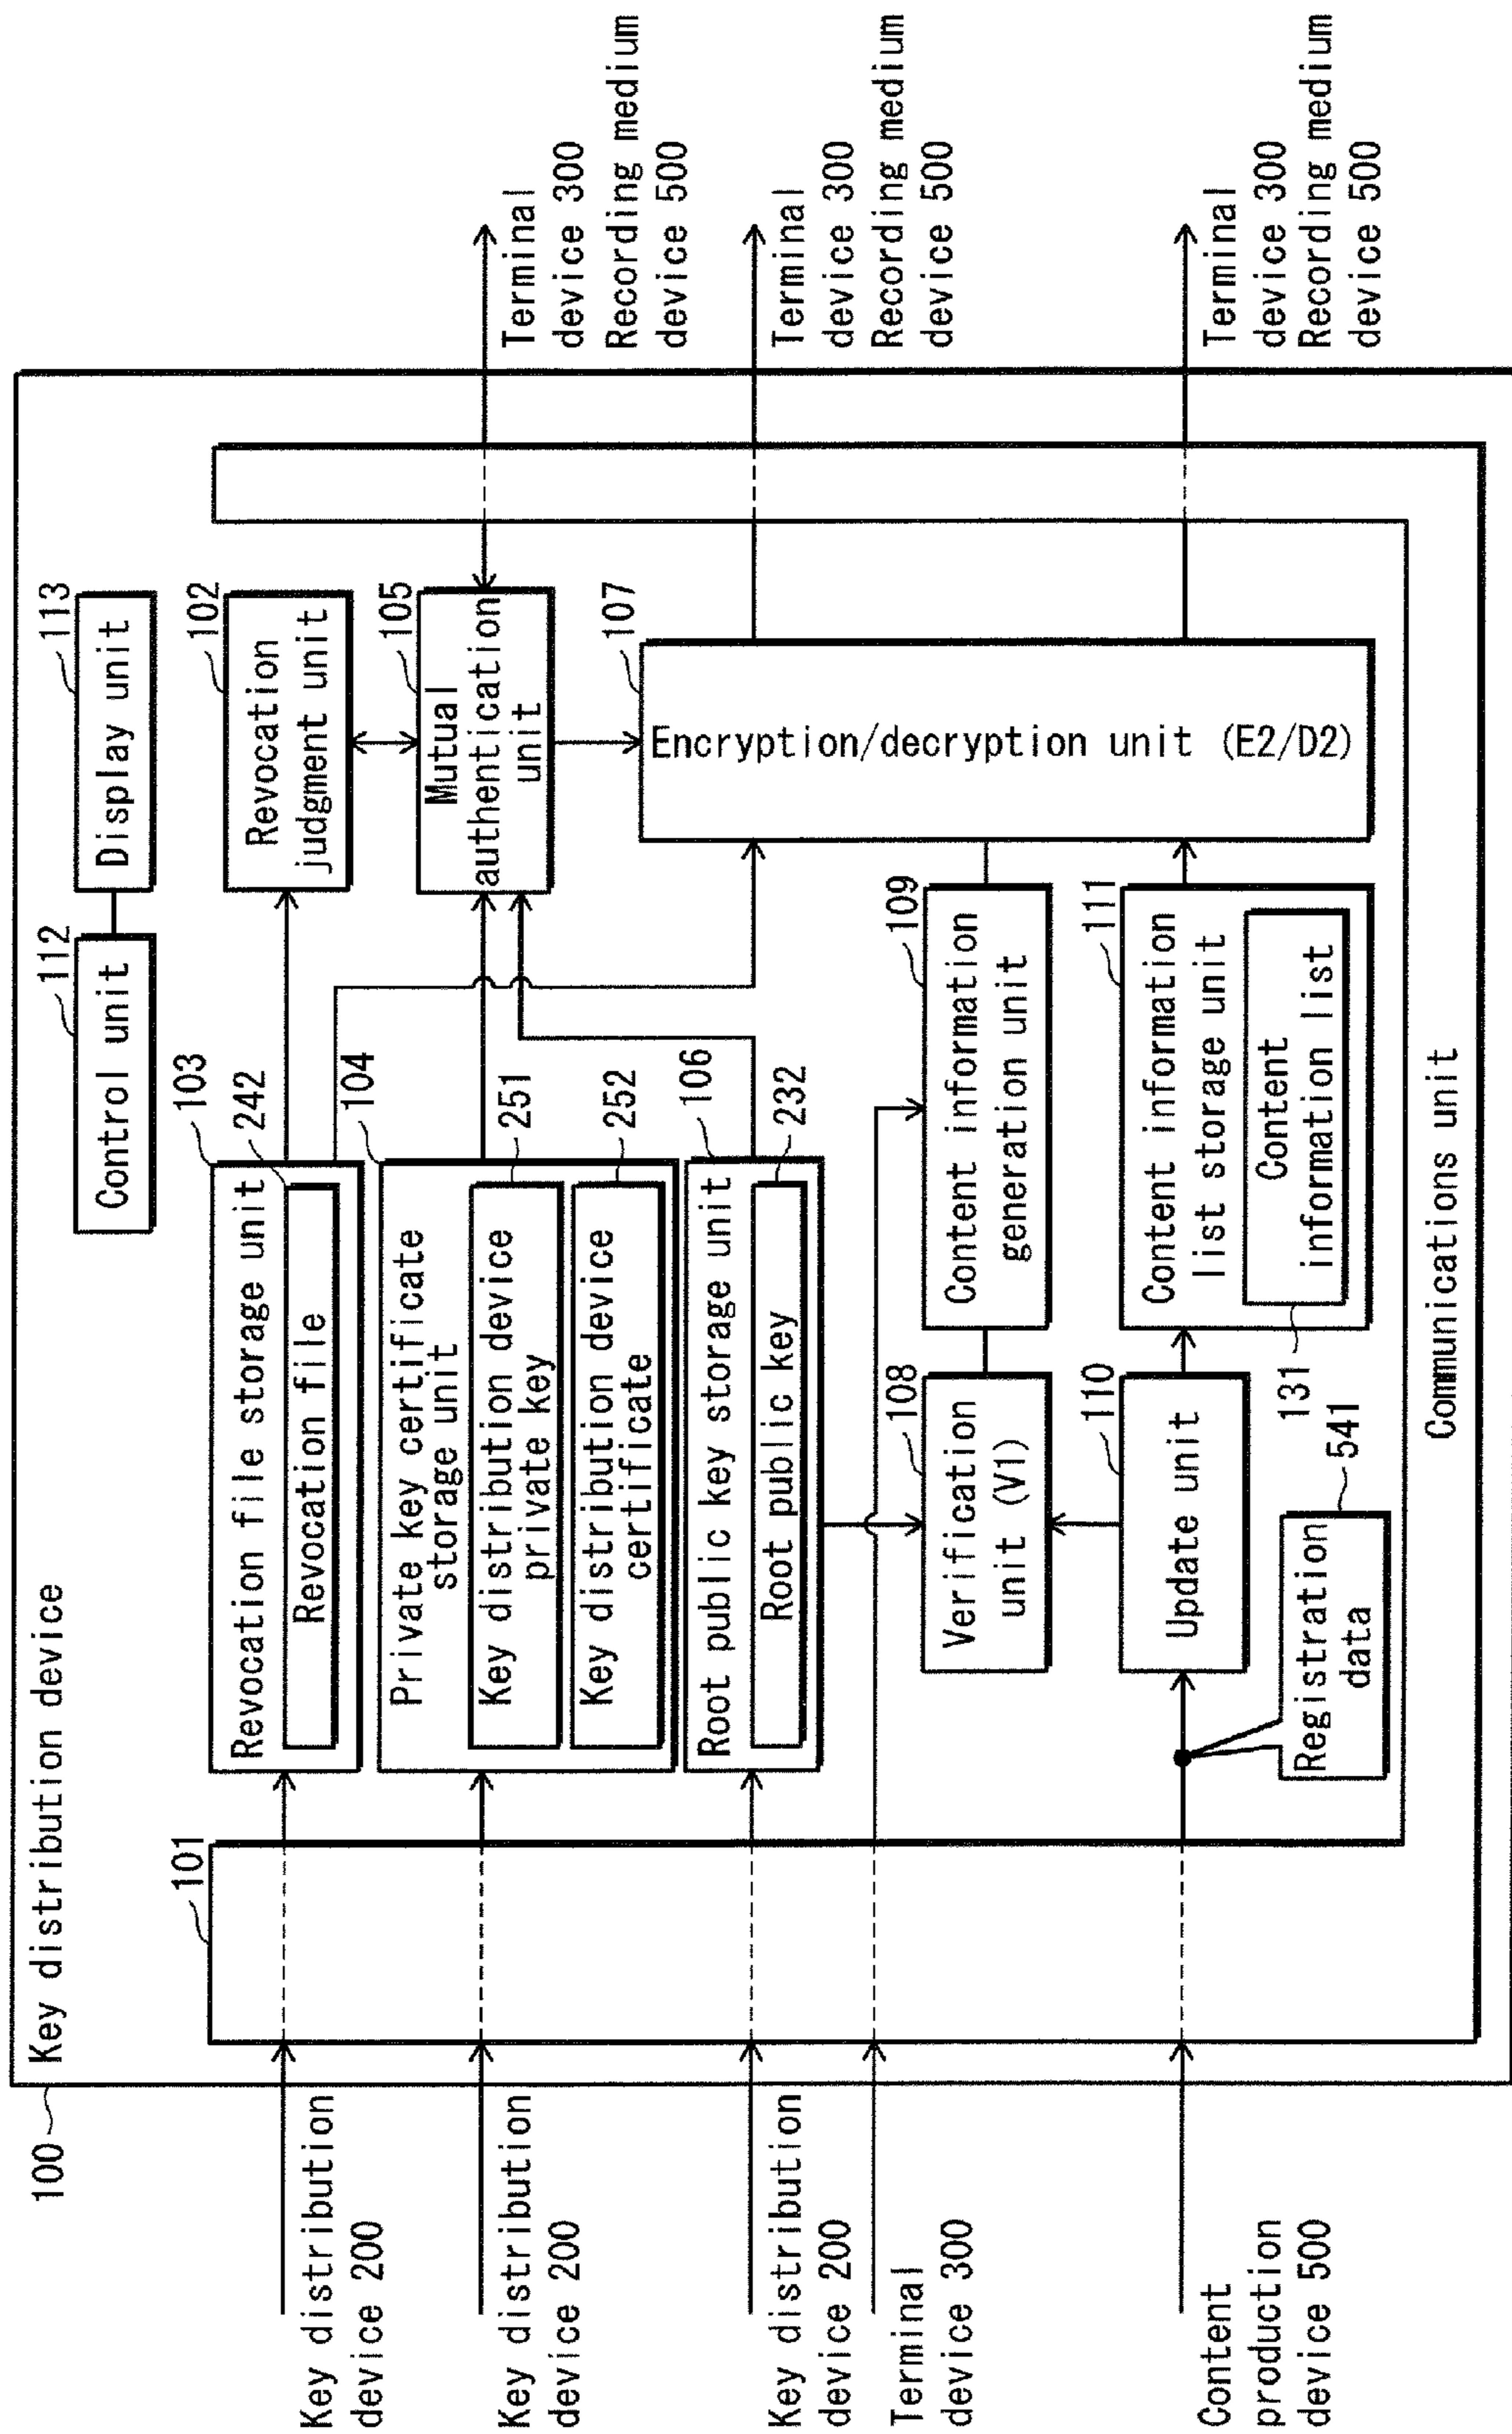 Key distribution device
100
101
Key distribution
device 200
Key distribution
device 200
Key distribution
device 200
Terminal
device 300
Content
production
device 500
112
Control unit
113
Display unit
103
Revocation file storage unit
242
Revocation file
102
Revocation
judgment unit
104
Private key certificate
storage unit
251
Key distribution device
private key
252
Key distribution device
certificate
105
Mutual
authentication
unit
106
Root public key storage unit
232
Root public key
107
Encryption/decryption unit (E2/D2)
108
Verification
unit (V1)
109
Content information
generation unit
110
Update unit
111
Content information
list storage unit
Content
information list
131
541
Registration
data
Communications unit
Terminal
device 300
Recording medium
device 500
Terminal
device 300
Recording medium
device 500
Terminal
device 300
Recording medium
device 500